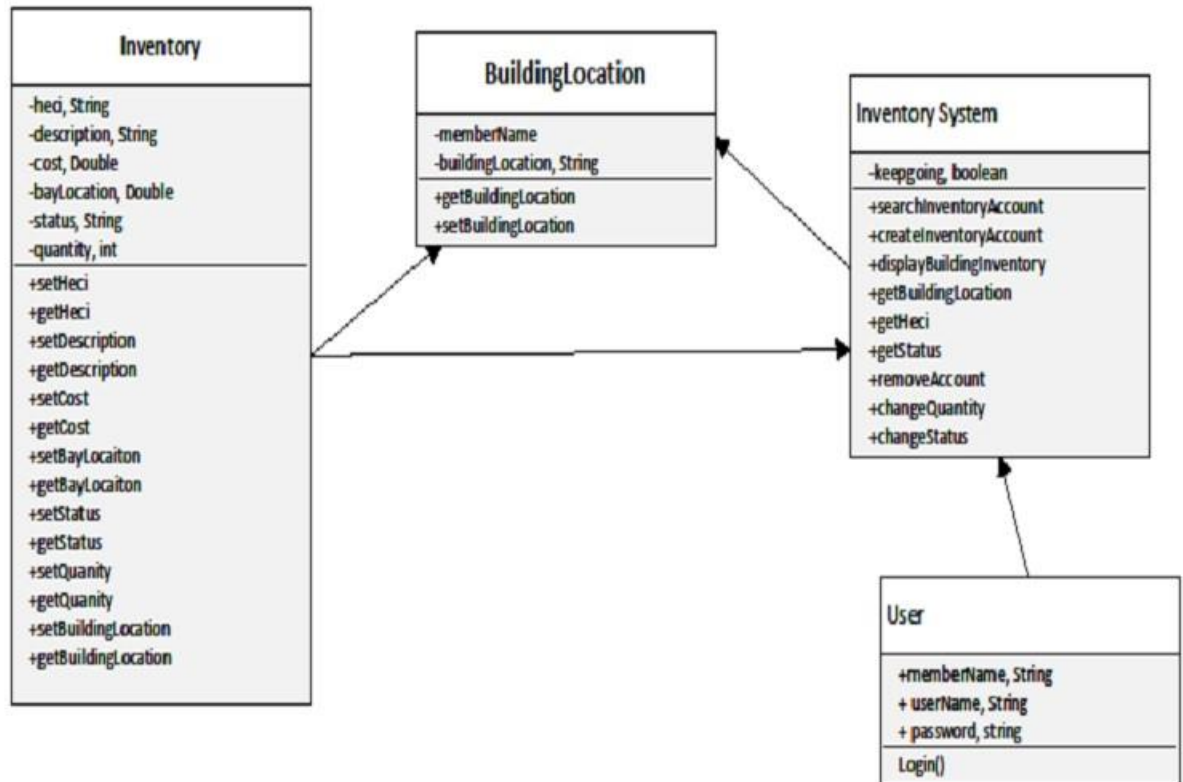 Inventory
-heci, String
-description, String
-cost, Double
-bayLocation, Double
-status, String
-quantity, int
+setHeci
+getHeci
+setDescription
+getDescription
+setCost
+getCost
+setBayLocaiton
+getBayLocaiton
+setStatus
+getStatus
+setQuanity
+getQuanity
+setBuildingLocation
+getBuildingLocation
BuildingLocation
-memberName
-buildingLocation, String
+getBuildingLocation
+setBuildingLocation
Inventory System
-keepgoing, boolean
+searchInventoryAccount
+createInventoryAccount
+displayBuildingInventory
+getBuildingLocation
+getHeci
+getStatus
+removeAccount
+changeQuantity
+changeStatus
User
+memberName, String
+ userName, String
+ password, string
Login()